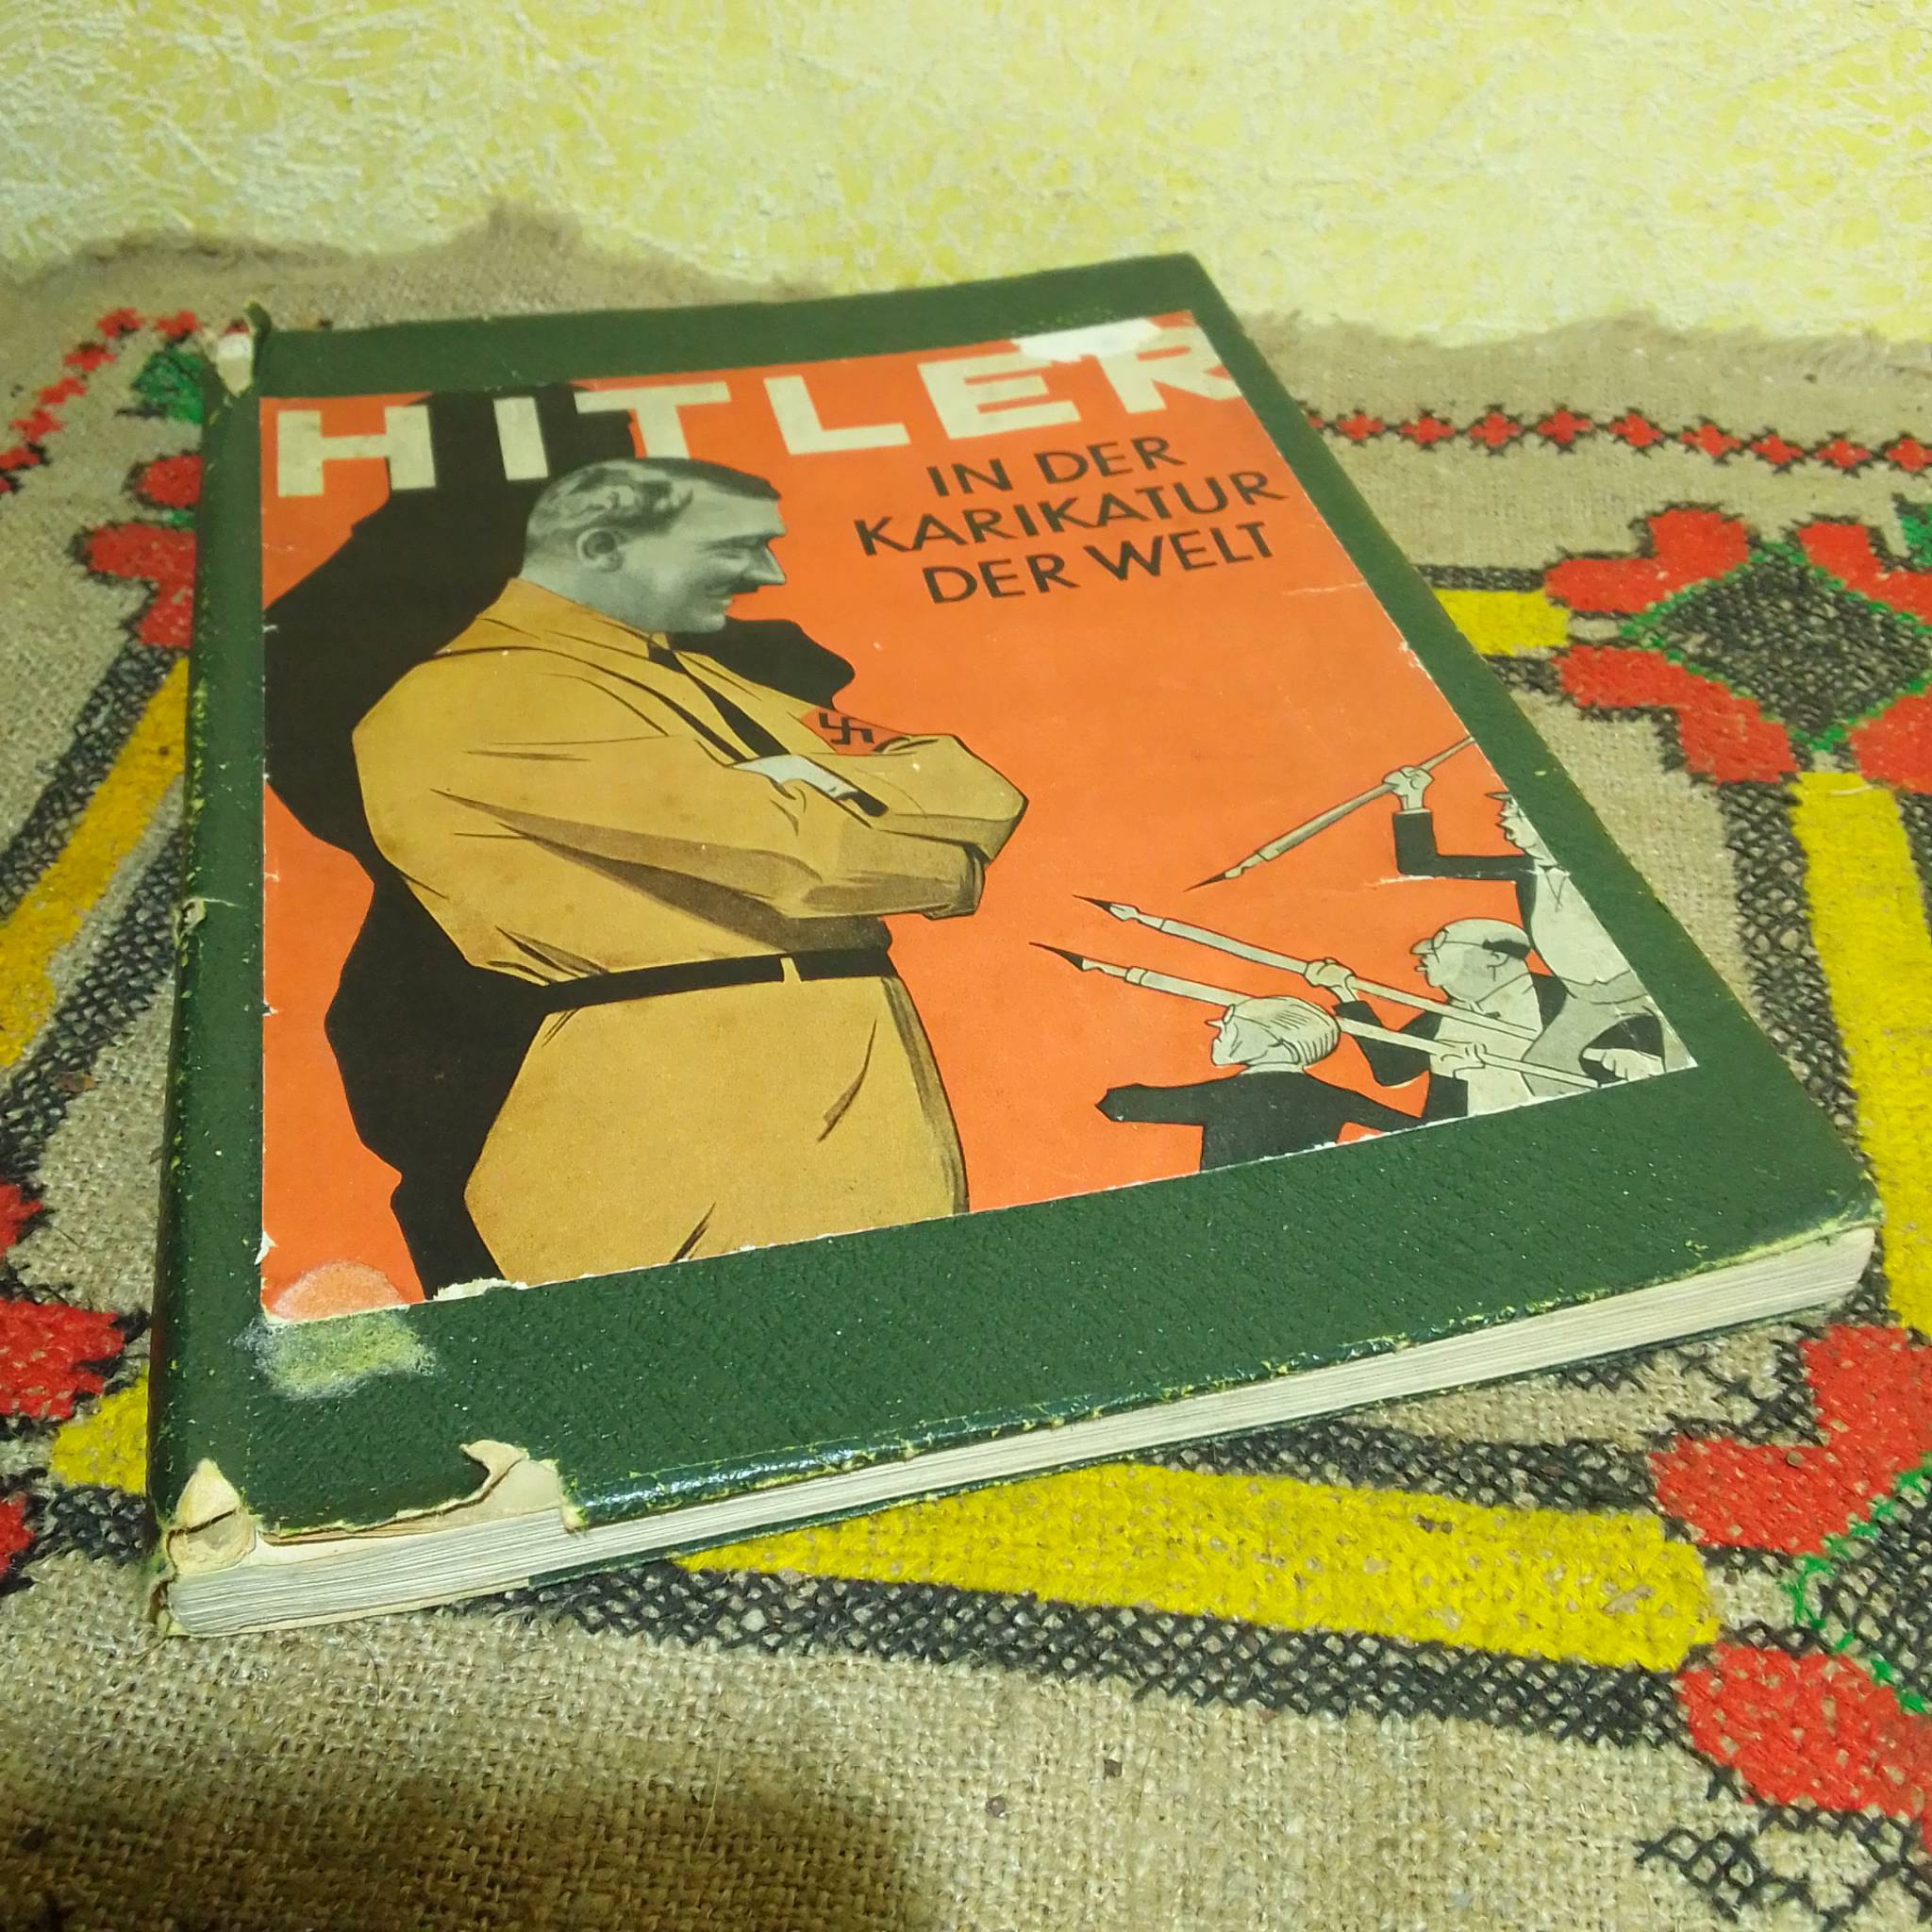 HITLER
IN DER
KARIKATUR
DER WELT